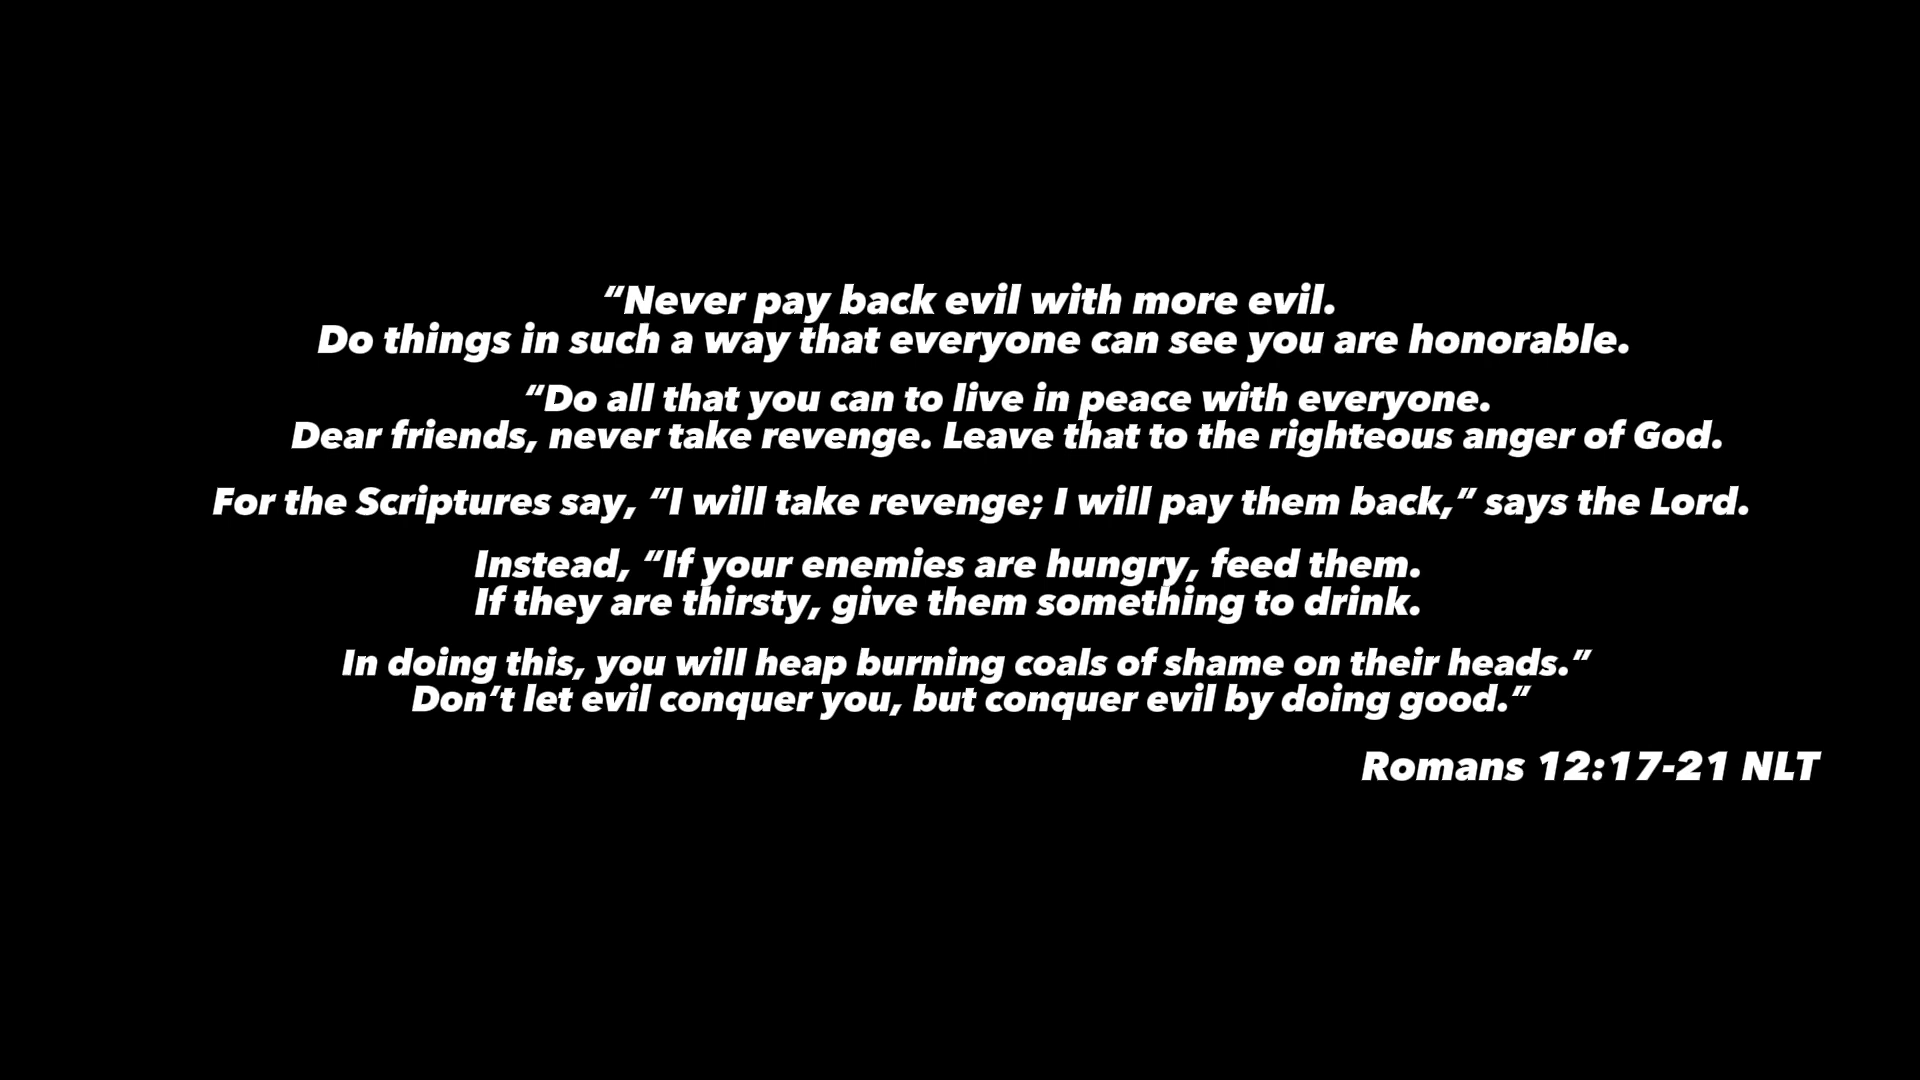 “Never pay back evil with more evil.
Do things in such a way that everyone can see you are honorable.
“Do all that you can to live in peace with everyone.
Dear friends, never take revenge. Leave that to the righteous anger of God.
For the Scriptures say, “I will take revenge; I will pay them back,” says the Lord.
Instead, “If your enemies are hungry, feed them.
If they are thirsty, give them something to drink.
In doing this, you will heap burning coals of shame on their heads.”
Don’t let evil conquer you, but conquer evil by doing good.”
Romans 12:17-21 NLT